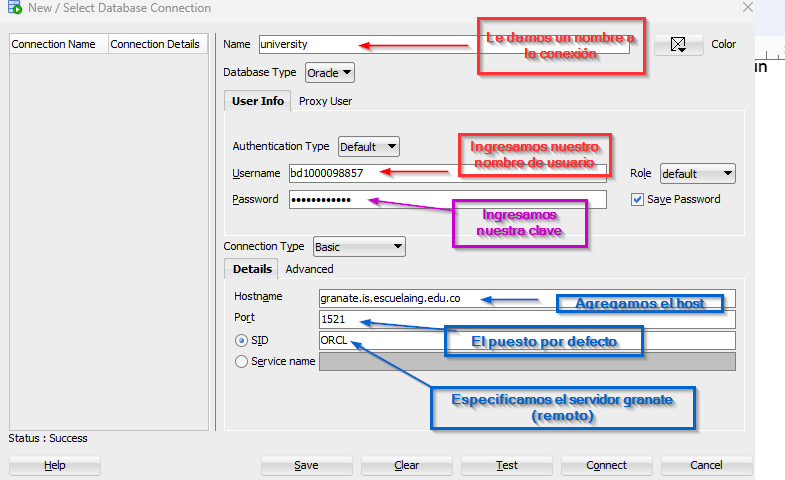 New / Select Database Connection
Connection Name
Connection Details
Name
university
Le damos un nombre a
la conexión
Color
Database Type
Oracle
User Info
Proxy User
Authentication Type
Default
Ingresamos nuestro
nombre de usuario
Username
bd1000098857
Role
default
Password
••••••••••••
Save Password
Ingresamos
nuestra clave
Connection Type
Basic
Details
Advanced
Hostname
granate.is.escuelaing.edu.co
Agregamos el host
Port
1521
SID
ORCL
El puesto por defecto
Service name
Especificamos el servidor granate
(remoto)
Status : Success
Help
Save
Clear
Test
Connect
Cancel